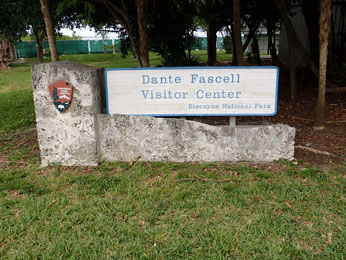 Dante Fascell
Visitor Center
Biscayne National Park